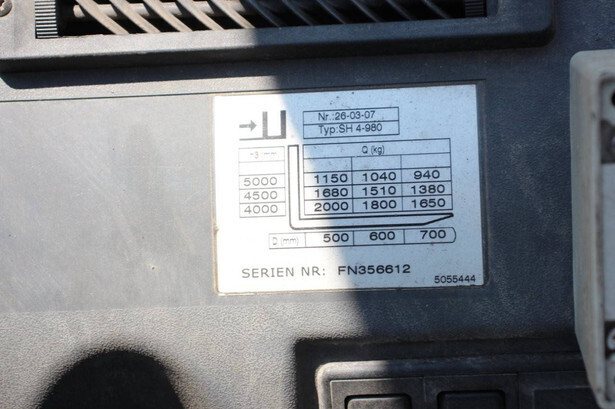 Nr.:26-03-07
Typ:SH 4-980
Q (kg)
5000 1150 1040 940
4500 1680 1510 1380
4000 2000 1800 1650
D (mm) 500 600 700
SERIEN NR: FN356612
5055444